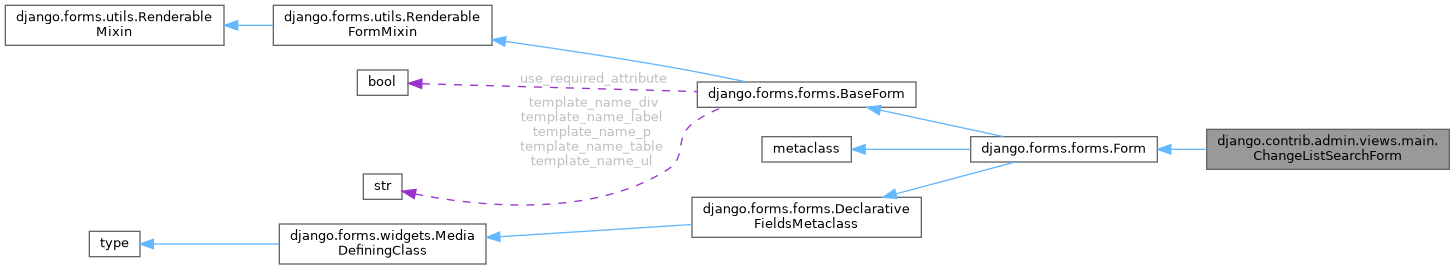 django.forms.utils.Renderable
Mixin
django.forms.utils.Renderable
FormMixin
bool
use_required_attribute
django.forms.forms.BaseForm
template_name_div
template_name_label
template_name_p
template_name_table
template_name_ul
metaclass
django.forms.forms.Form
django.contrib.admin.views.main.
ChangeListSearchForm
str
django.forms.forms.Declarative
FieldsMetaclass
type
django.forms.widgets.Media
DefiningClass